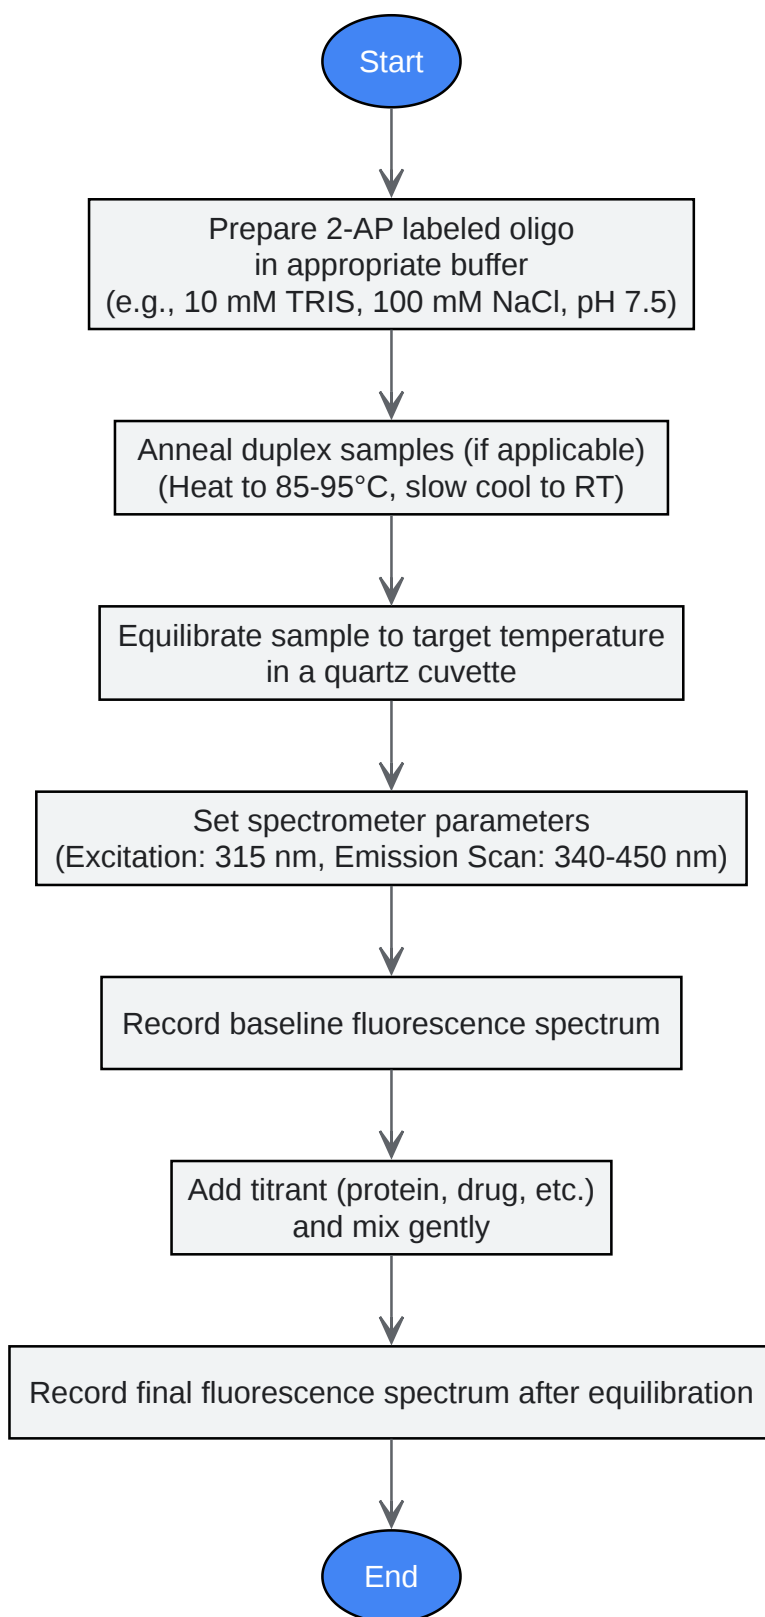 Start
Prepare 2-AP labeled oligo
in appropriate buffer
(e.g., 10 mM TRIS, 100 mM NaCl, pH 7.5)
Anneal duplex samples (if applicable)
(Heat to 85-95°C, slow cool to RT)
Equilibrate sample to target temperature
in a quartz cuvette
Set spectrometer parameters
(Excitation: 315 nm, Emission Scan: 340-450 nm)
Record baseline fluorescence spectrum
Add titrant (protein, drug, etc.)
and mix gently
Record final fluorescence spectrum after equilibration
End